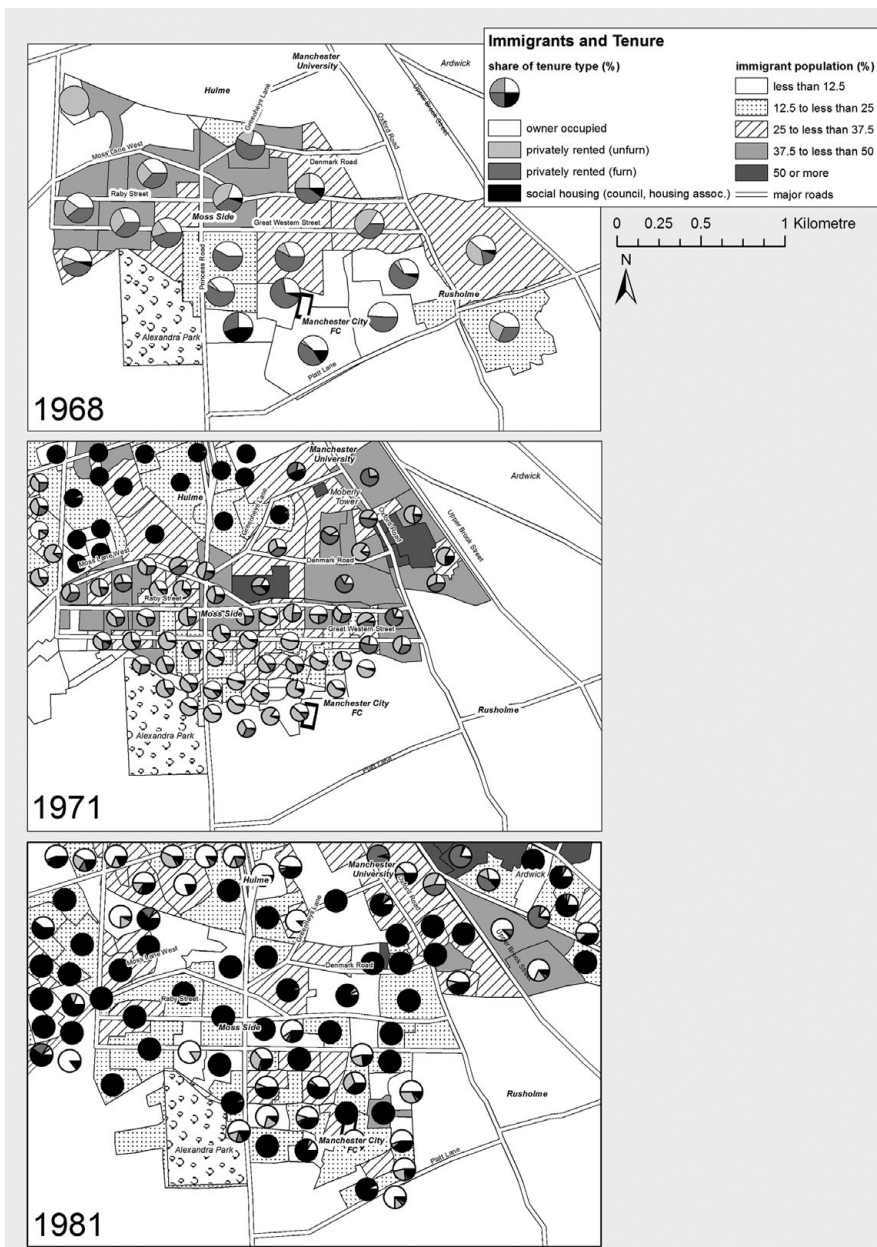 Immigrants and Tenure
share of tenure type (%)
owner occupied
privately rented (unfurn)
privately rented (furn)
social housing (council, housing assoc.)
immigrant population (%)
less than 12.5
12.5 to less than 25
25 to less than 37.5
37.5 to less than 50
50 or more
major roads
0 0.25 0.5 1 Kilometre
N
Manchester
University
Ardwick
Hulme
Greenheys Lane
Oxford Road
Upper Brook Street
Moss Lane West
Denmark Road
Raby Street
Moss Side
Great Western Street
Princess Road
Rusholme
Manchester City
FC
Alexandra Park
Platt Lane
1968
Manchester
University
Ardwick
Moberly
Tower
Hulme
Greenheys Lane
Oxford Road
Upper Brook Street
Moss Lane West
Denmark Road
Raby Street
Moss Side
Great Western Street
Rusholme
Manchester City
FC
Alexandra Park
Platt Lane
1971
Manchester
University
Hulme
Oxford Road
Ardwick
Greenheys Lane
Upper Brook Street
Moss Lane West
Denmark Road
Raby Street
Moss Side
Rusholme
Manchester City
FC
Alexandra Park
Platt Lane
1981